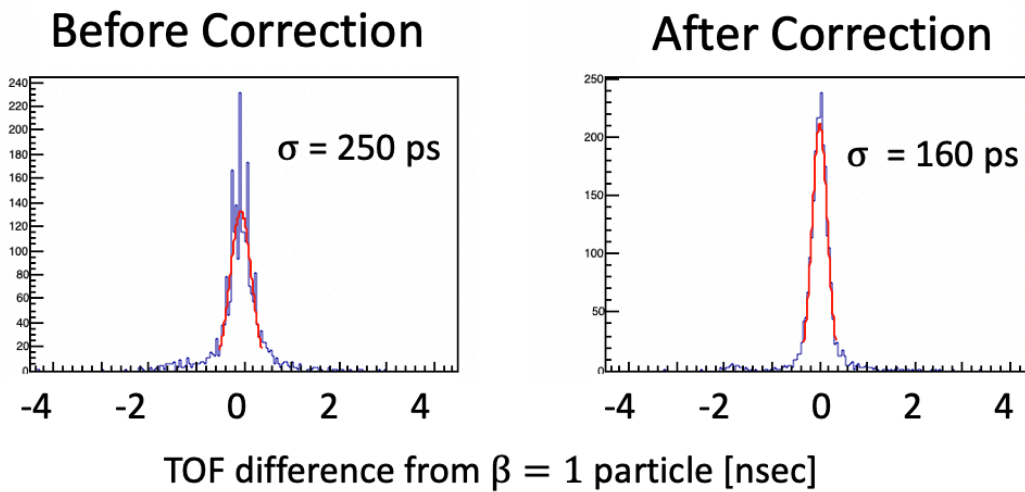 Before Correction
After Correction
240
220
200
180
160
140
120
100
80
60
40
20
0
σ = 250 ps
-4 -2 0 2 4
250
200
150
100
50
0
σ = 160 ps
-4 -2 0 2 4
TOF difference from β = 1 particle [nsec]